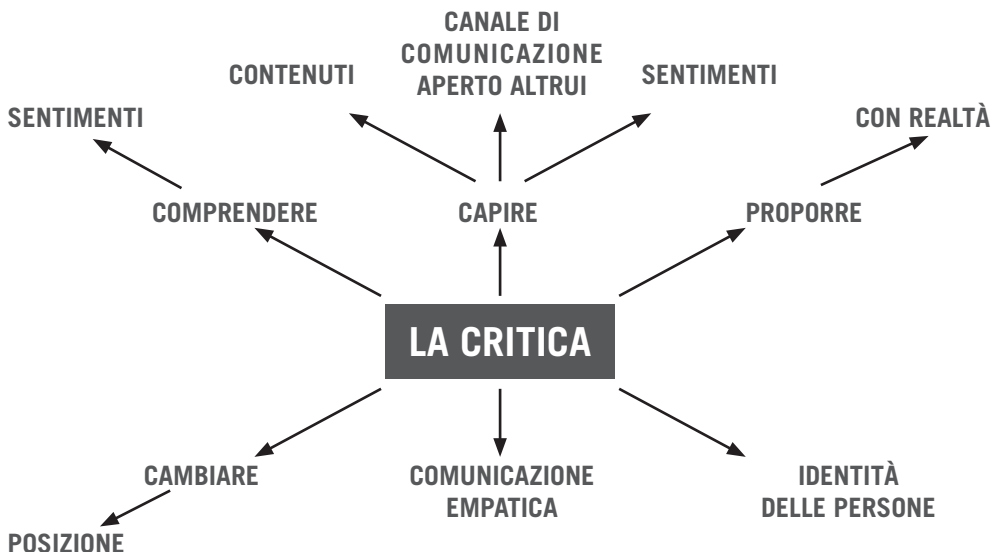 CANALE DI
COMUNICAZIONE
APERTO ALTRUI
CONTENUTI
SENTIMENTI
SENTIMENTI
CON REALTÀ
COMPRENDERE
CAPIRE
PROPORRE
LA CRITICA
CAMBIARE
COMUNICAZIONE
EMPATICA
IDENTITÀ
DELLE PERSONE
POSIZIONE